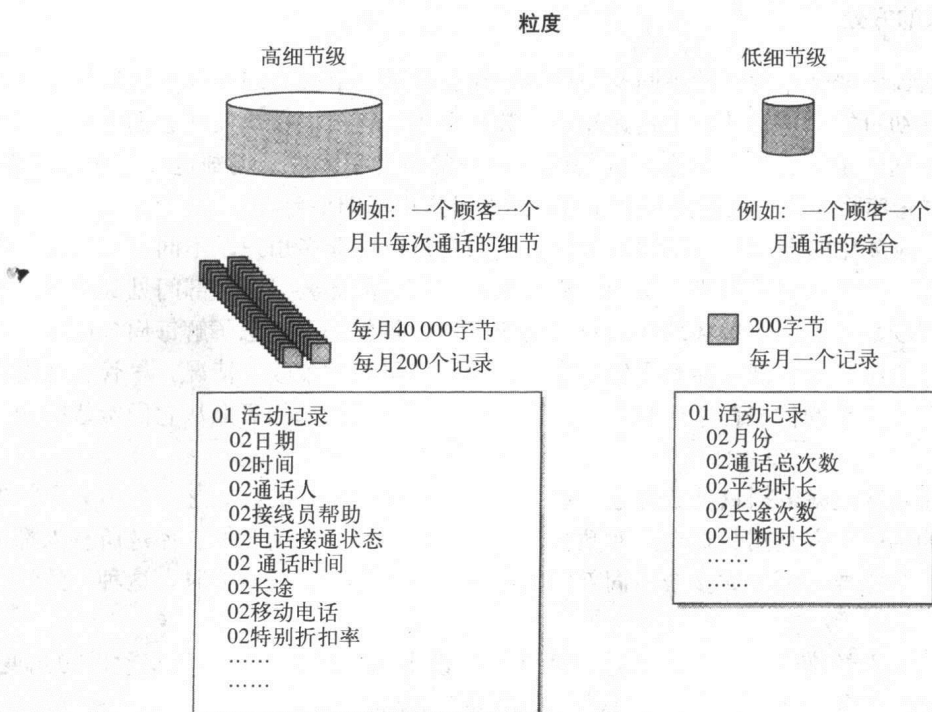 粒度
高细节级
低细节级
例如: 一个顾客一个
月中每次通话的细节
例如: 一个顾客一个
月通话的综合
每月40 000字节
每月200个记录
200字节
每月一个记录
01 活动记录
02日期
02时间
02通话人
02接线员帮助
02电话接通状态
02 通话时间
02长途
02移动电话
02特别折扣率
……
……
01 活动记录
02月份
02通话总次数
02平均时长
02长途次数
02中断时长
……
……